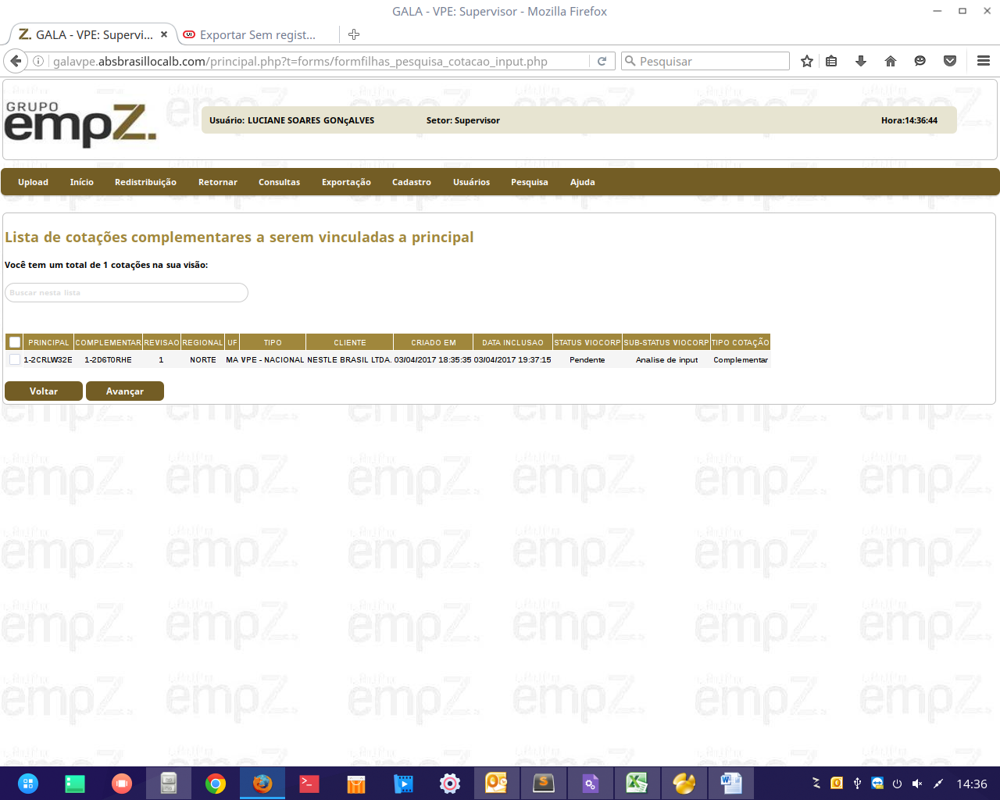 GALA - VPE: Supervisor - Mozilla Firefox
Z. GALA - VPE: Supervi... Exportar Sem regist...
galavpe.absbrasillocalb.com/principal.php?t=forms/formfilhas_pesquisa_cotacao_input.php Pesquisar
GRUPO
empZ.
Usuário: LUCIANE SOARES GONçALVES Setor: Supervisor Hora:14:36:44
Upload Início Redistribuição Retornar Consultas Exportação Cadastro Usuários Pesquisa Ajuda
Lista de cotações complementares a serem vinculadas a principal
Você tem um total de 1 cotações na sua visão:
Buscar nesta lista
PRINCIPAL COMPLEMENTAR REVISAO REGIONAL UF TIPO CLIENTE CRIADO EM DATA INCLUSAO STATUS VIOCORP SUB-STATUS VIOCORP TIPO COTAÇÃO
1-2CRLW32E 1-2D6T0RHE 1 NORTE MA VPE - NACIONAL NESTLE BRASIL LTDA. 03/04/2017 18:35:35 03/04/2017 19:37:15 Pendente Analise de input Complementar
Voltar Avançar
14:36